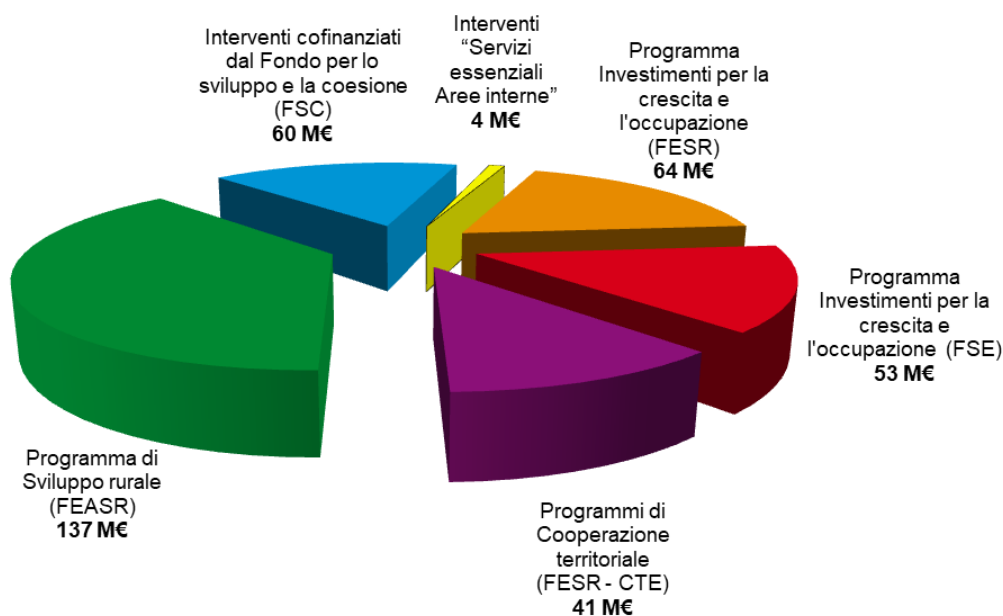 Interventi cofinanziati
dal Fondo per lo
sviluppo e la coesione
(FSC)
60 M€
Interventi
“Servizi
essenziali
Aree interne”
4 M€
Programma
Investimenti per la
crescita e
l'occupazione
(FESR)
64 M€
Programma
Investimenti per la
crescita e
l'occupazione (FSE)
53 M€
Programma di
Sviluppo rurale
(FEASR)
137 M€
Programmi di
Cooperazione
territoriale
(FESR - CTE)
41 M€